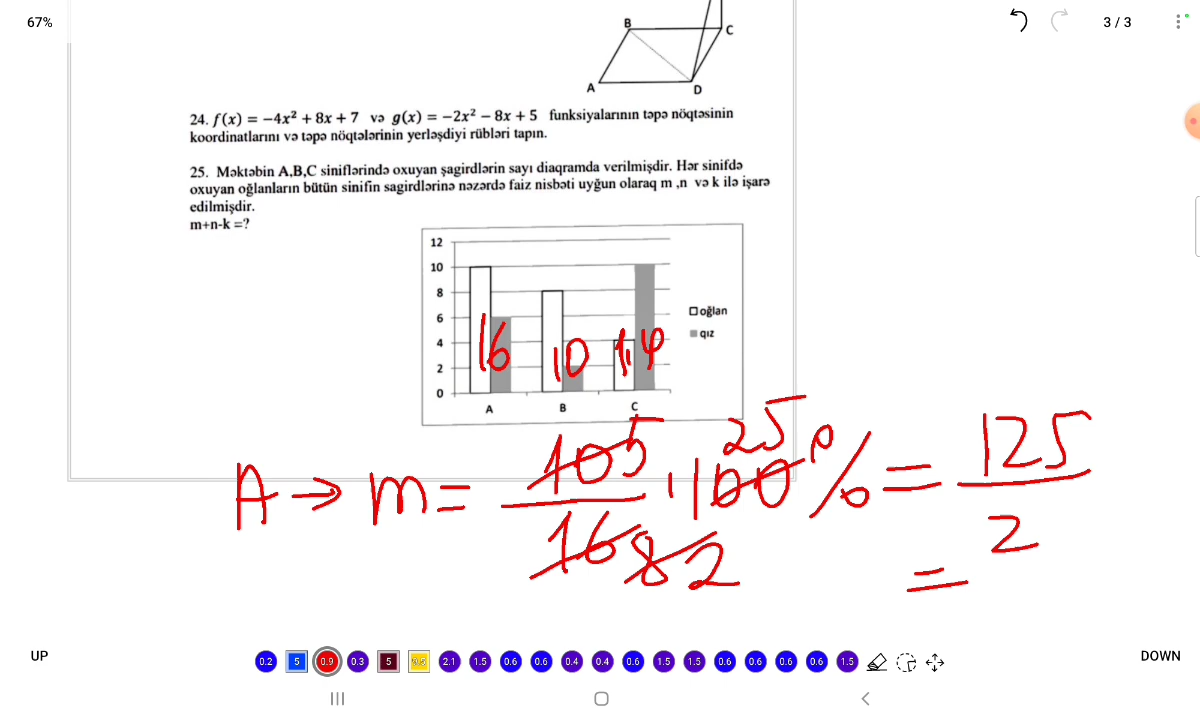 67%
3 / 3
B
C
A
D
24. f(x) = −4x² + 8x + 7 və g(x) = −2x² − 8x + 5 funksiyalarının təpə nöqtəsinin
koordinatlarını və təpə nöqtələrinin yerləşdiyi rübləri tapın.
25. Məktəbin A,B,C siniflərində oxuyan şagirdlərin sayı diaqramda verilmişdir. Hər sinifdə
oxuyan oğlanların bütün sinifin sagirdlərinə nəzərdə faiz nisbəti uyğun olaraq m ,n və k ilə işarə
edilmişdir.
m+n-k =?
12
10
8
6
4
2
0
oğlan
qız
16
10
14
A
B
C
A → m = 10 5 / 16 8 2 · 100 25 % = 125 / 2
=
UP
DOWN
0.2 5 0.9 0.3 5 2.1 1.5 0.6 0.6 0.4 0.4 0.6 1.5 1.5 0.6 0.6 0.6 0.6 1.5